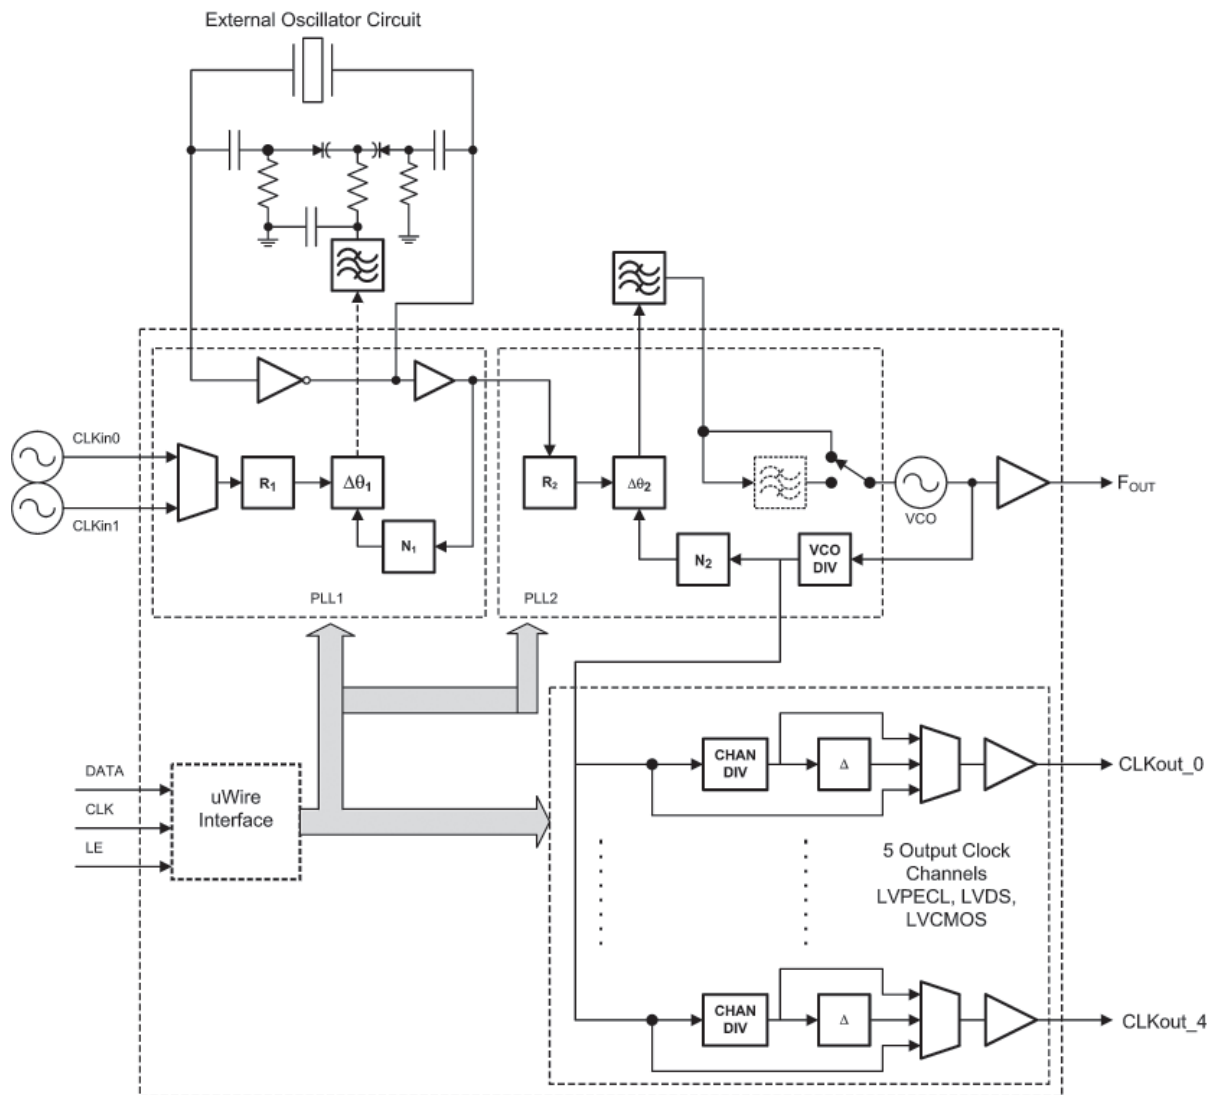 External Oscillator Circuit
CLKin0
CLKin1
R1
Δθ1
N1
PLL1
R2
Δθ2
N2
VCO
DIV
PLL2
VCO
FOUT
DATA
CLK
LE
uWire
Interface
CHAN
DIV
Δ
CLKout_0
5 Output Clock
Channels
LVPECL, LVDS,
LVCMOS
CHAN
DIV
Δ
CLKout_4